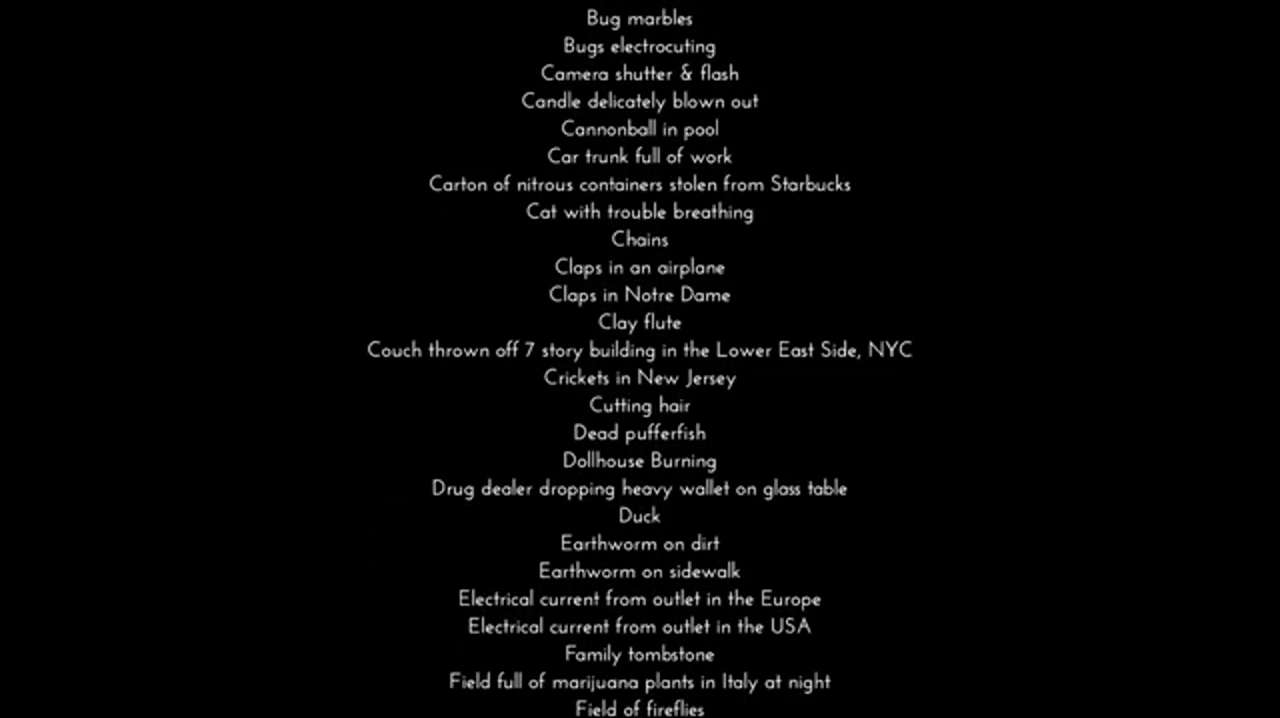 Bug marbles
Bugs electrocuting
Camera shutter & flash
Candle delicately blown out
Cannonball in pool
Car trunk full of work
Carton of nitrous containers stolen from Starbucks
Cat with trouble breathing
Chains
Claps in an airplane
Claps in Notre Dame
Clay flute
Couch thrown off 7 story building in the Lower East Side, NYC
Crickets in New Jersey
Cutting hair
Dead pufferfish
Dollhouse Burning
Drug dealer dropping heavy wallet on glass table
Duck
Earthworm on dirt
Earthworm on sidewalk
Electrical current from outlet in the Europe
Electrical current from outlet in the USA
Family tombstone
Field full of marijuana plants in Italy at night
Field of fireflies